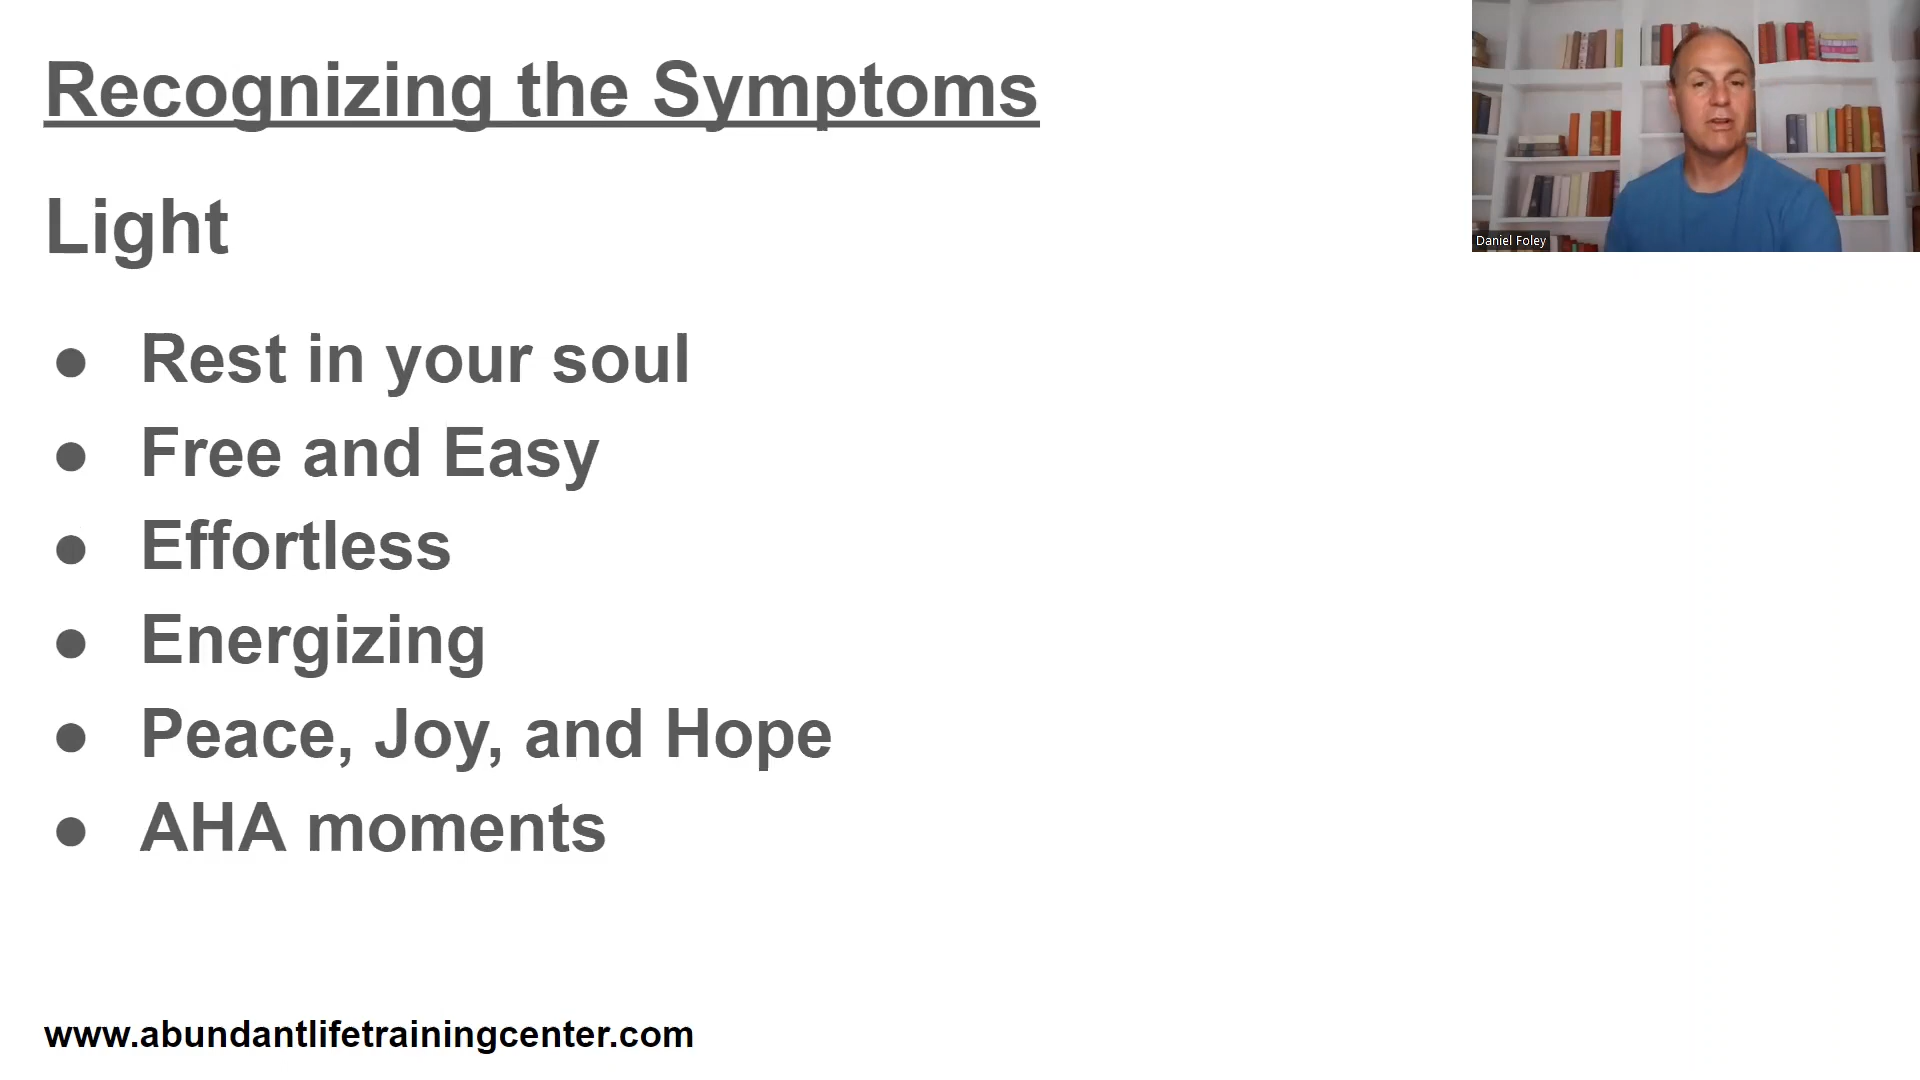 Recognizing the Symptoms
Light
● Rest in your soul
● Free and Easy
● Effortless
● Energizing
● Peace, Joy, and Hope
● AHA moments
www.abundantlifetrainingcenter.com
Daniel Foley